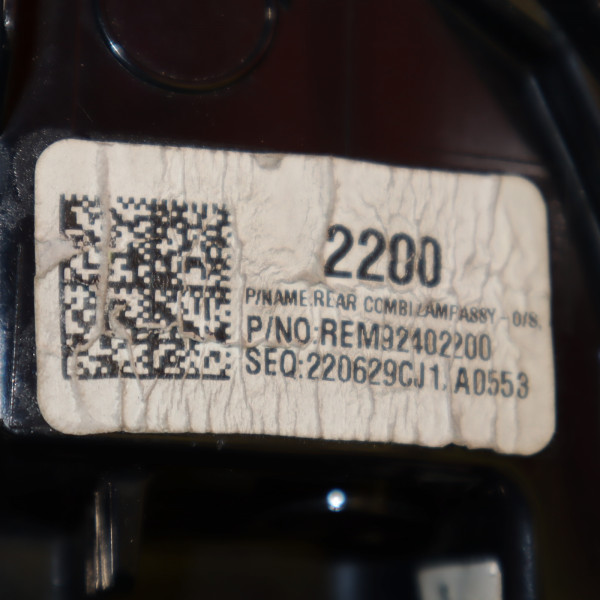 2200
P/NAME:REAR COMBI LAMP ASSY - O/S,
P/NO:REM92402200
SEQ:220629CJ1, A0553